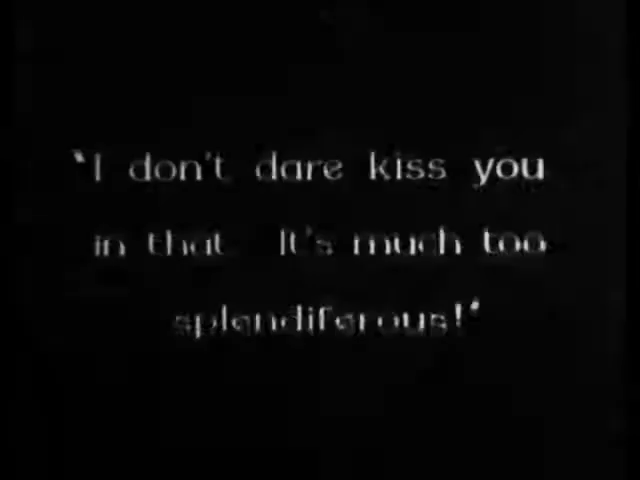 'I don't dare kiss you
in that. It's much too
splendiferous!'